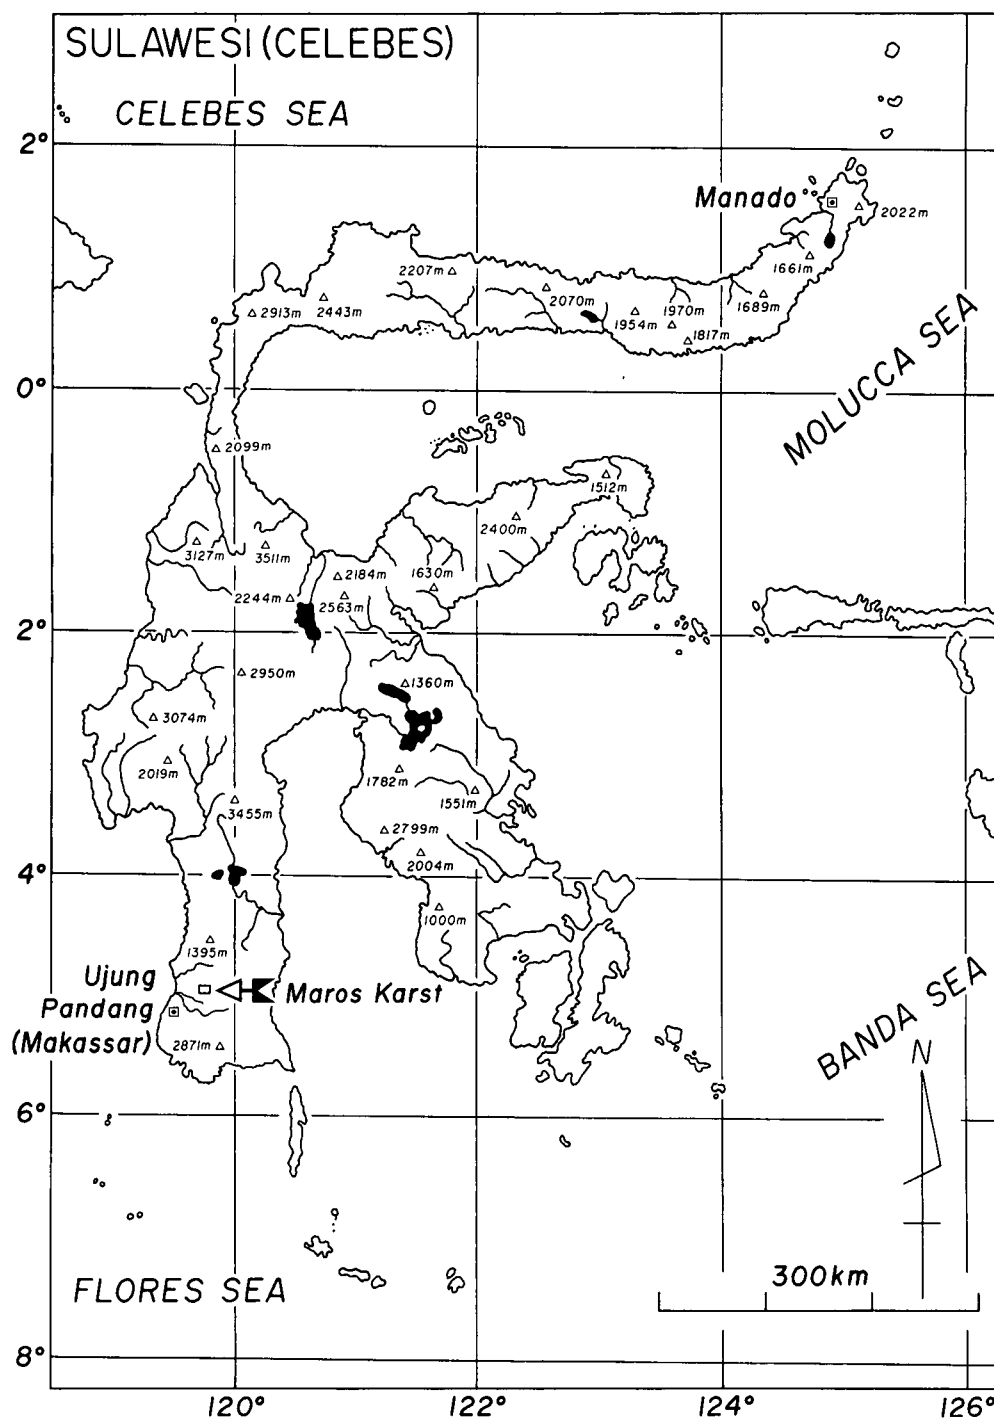 SULAWESI (CELEBES)
CELEBES SEA
2°
Manado
2022m
2207m
1661m
2913m
2443m
2070m
1970m
1689m
1954m
1817m
MOLUCCA SEA
0°
2099m
1512m
2400m
3127m
3511m
2184m
1630m
2244m
2563m
2°
2950m
1360m
3074m
2019m
1782m
1551m
3455m
2799m
2004m
4°
1000m
1395m
Ujung
Pandang
(Makassar)
Maros Karst
2871m
BANDA SEA
N
6°
300km
FLORES SEA
8°
120°
122°
124°
126°